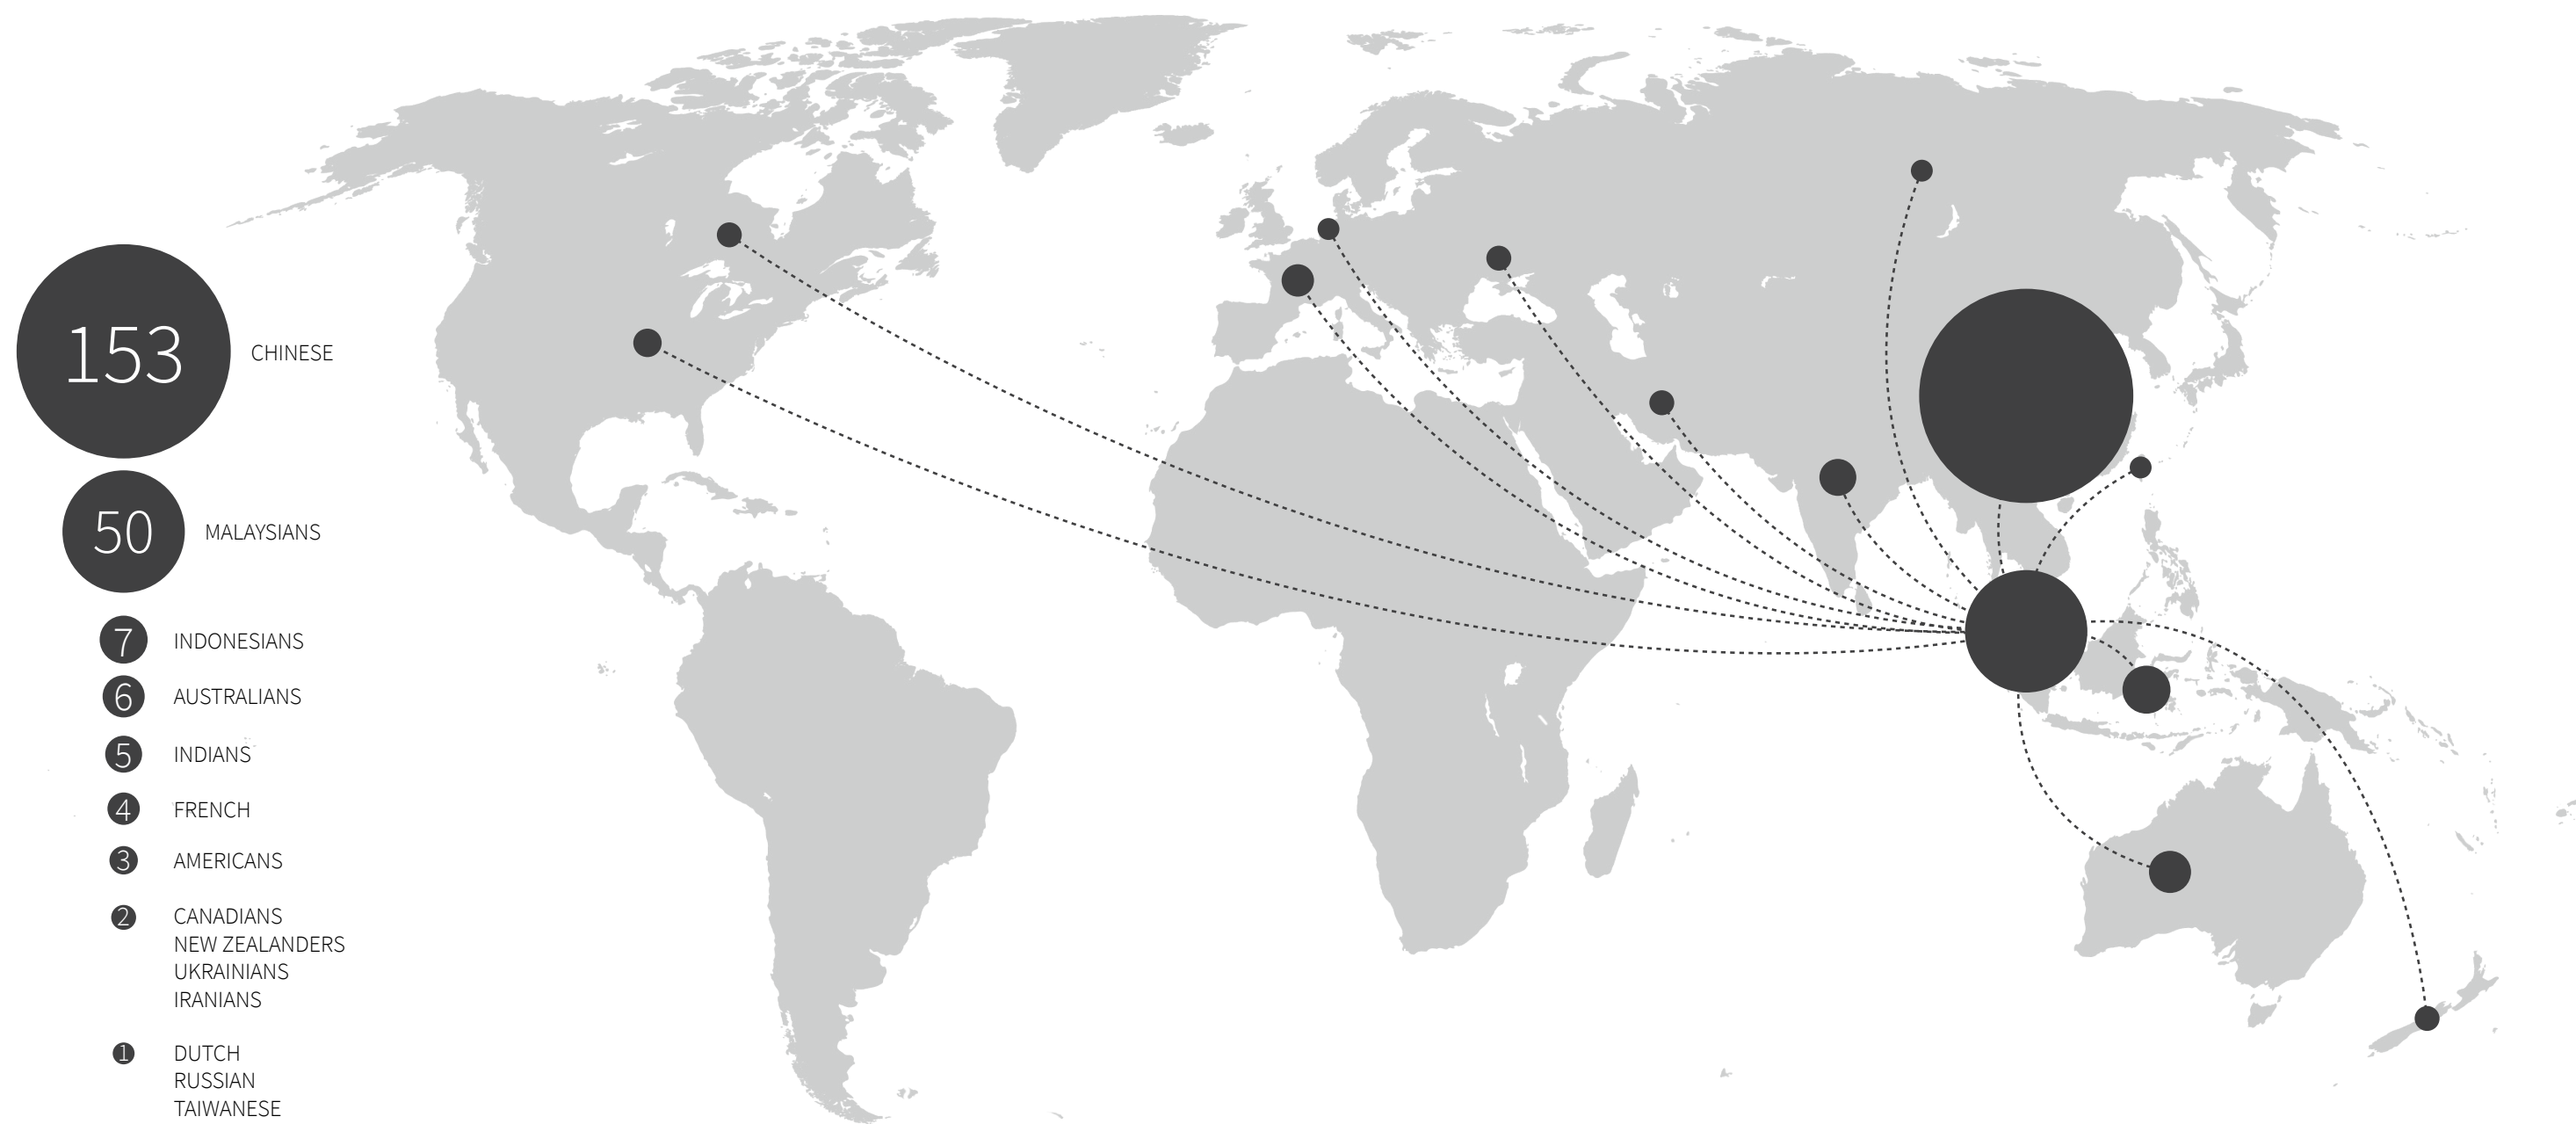 153 CHINESE
50 MALAYSIANS
7 INDONESIANS
6 AUSTRALIANS
5 INDIANS
4 FRENCH
3 AMERICANS
2 CANADIANS
NEW ZEALANDERS
UKRAINIANS
IRANIANS
1 DUTCH
RUSSIAN
TAIWANESE